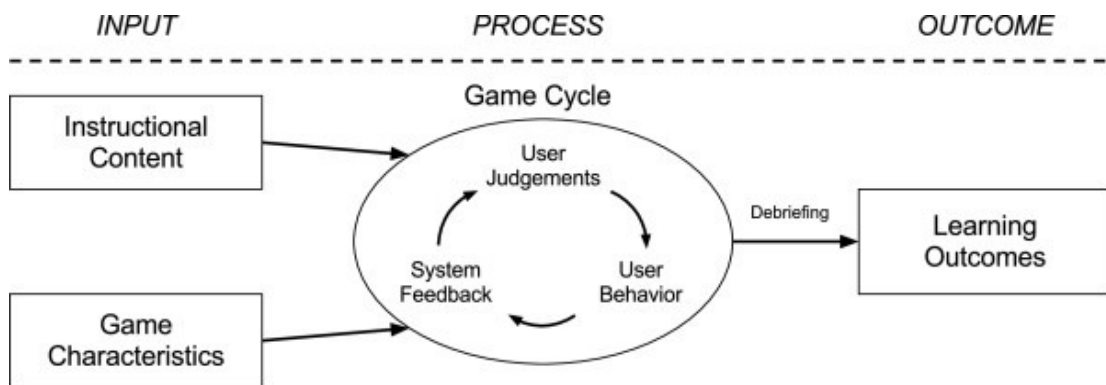 INPUT
PROCESS
OUTCOME
Game Cycle
Instructional
Content
User
Judgements
Debriefing
Learning
Outcomes
System
Feedback
User
Behavior
Game
Characteristics